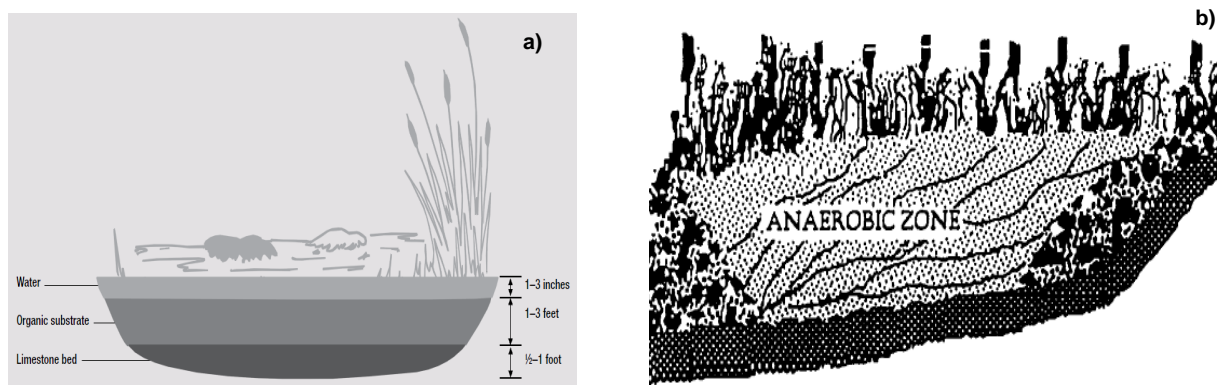 a)
Water
1–3 inches
1–3 feet
Organic substrate
Limestone bed
½–1 foot
b)
ANAEROBIC ZONE